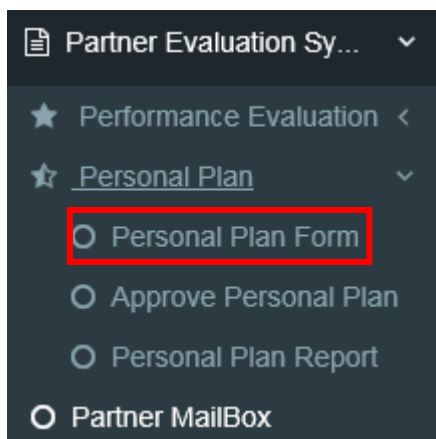 Partner Evaluation Sy...
Performance Evaluation
Personal Plan
Personal Plan Form
Approve Personal Plan
Personal Plan Report
Partner MailBox